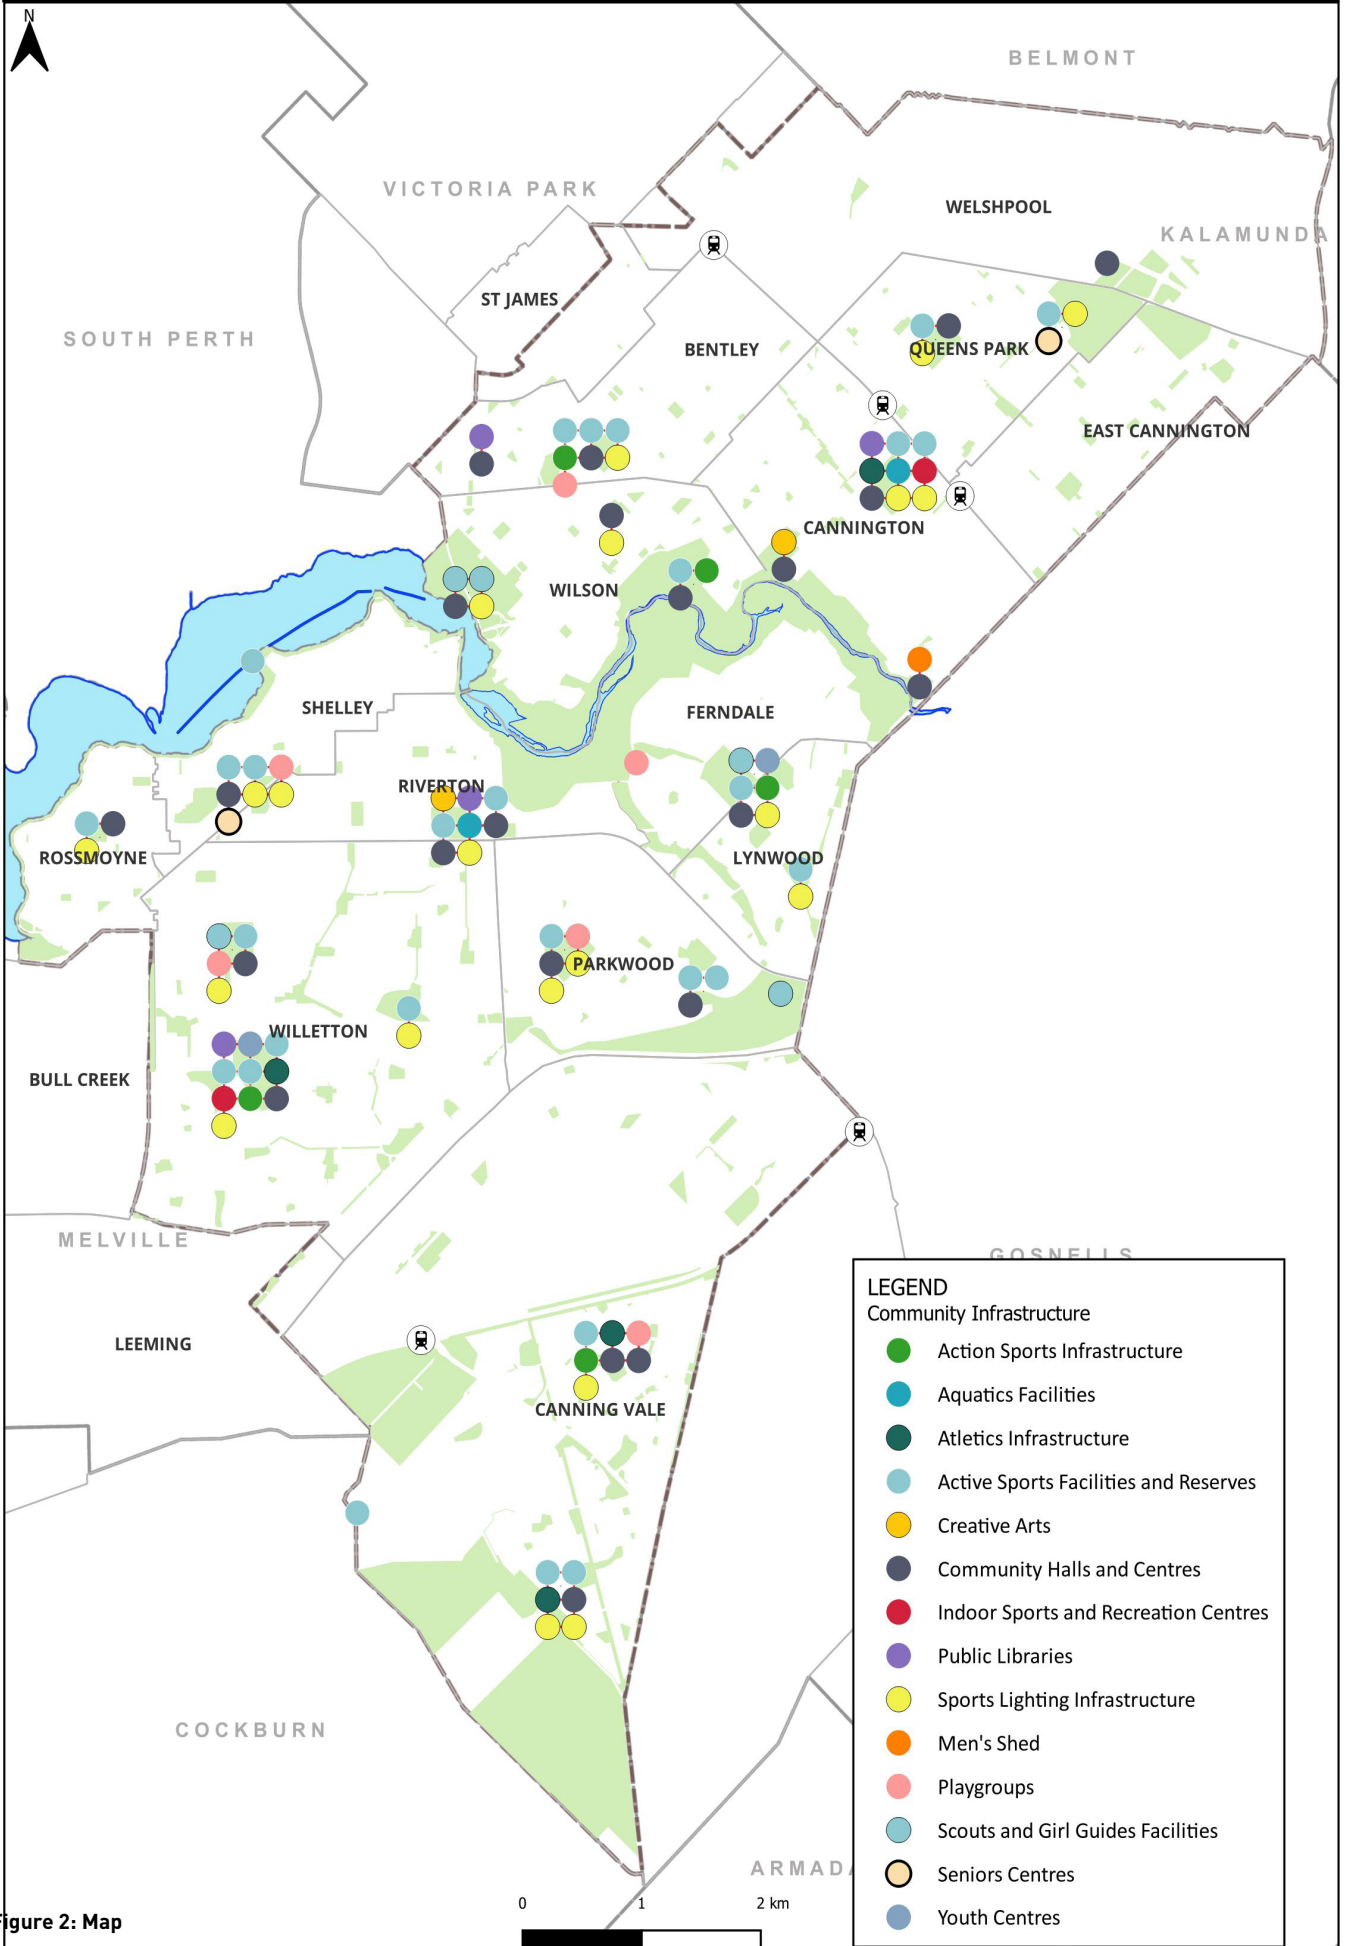 N
BELMONT
VICTORIA PARK
WELSHPOOL
KALAMUNDA
ST JAMES
SOUTH PERTH
BENTLEY
QUEENS PARK
EAST CANNINGTON
CANNINGTON
WILSON
SHELLEY
FERNDALE
RIVERTON
ROSSMOYNE
LYNWOOD
PARKWOOD
WILLETTON
BULL CREEK
MELVILLE
GOSNELLS
LEEMING
CANNING VALE
COCKBURN
ARMADA
LEGEND
Community Infrastructure
Action Sports Infrastructure
Aquatics Facilities
Atletics Infrastructure
Active Sports Facilities and Reserves
Creative Arts
Community Halls and Centres
Indoor Sports and Recreation Centres
Public Libraries
Sports Lighting Infrastructure
Men's Shed
Playgroups
Scouts and Girl Guides Facilities
Seniors Centres
Youth Centres
0 1 2 km
Figure 2: Map